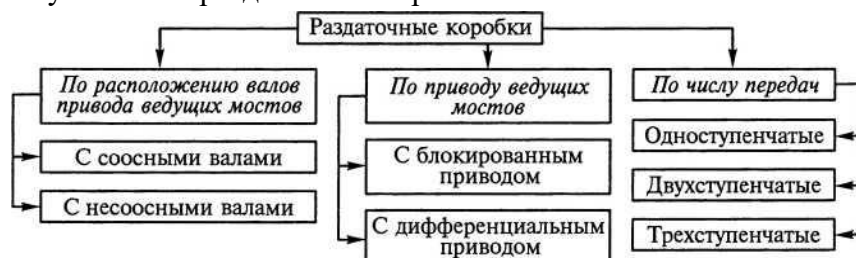 Раздаточные коробки
По расположению валов
привода ведущих мостов
С соосными валами
С несоосными валами
По приводу ведущих
мостов
С блокированным
приводом
С дифференциальным
приводом
По числу передач
Одноступенчатые
Двухступенчатые
Трехступенчатые